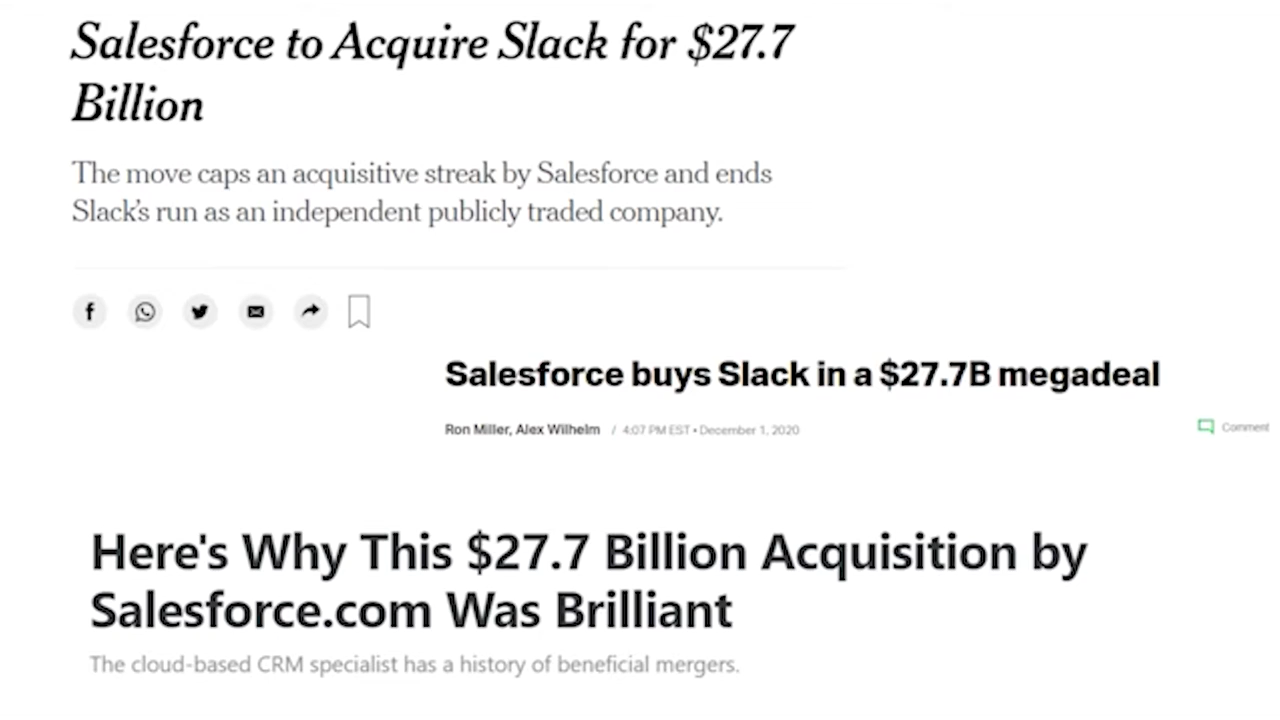 Salesforce to Acquire Slack for $27.7
Billion
The move caps an acquisitive streak by Salesforce and ends
Slack's run as an independent publicly traded company.
Salesforce buys Slack in a $27.7B megadeal
Ron Miller, Alex Wilhelm / 4:07 PM EST • December 1, 2020
Comment
Here's Why This $27.7 Billion Acquisition by
Salesforce.com Was Brilliant
The cloud-based CRM specialist has a history of beneficial mergers.